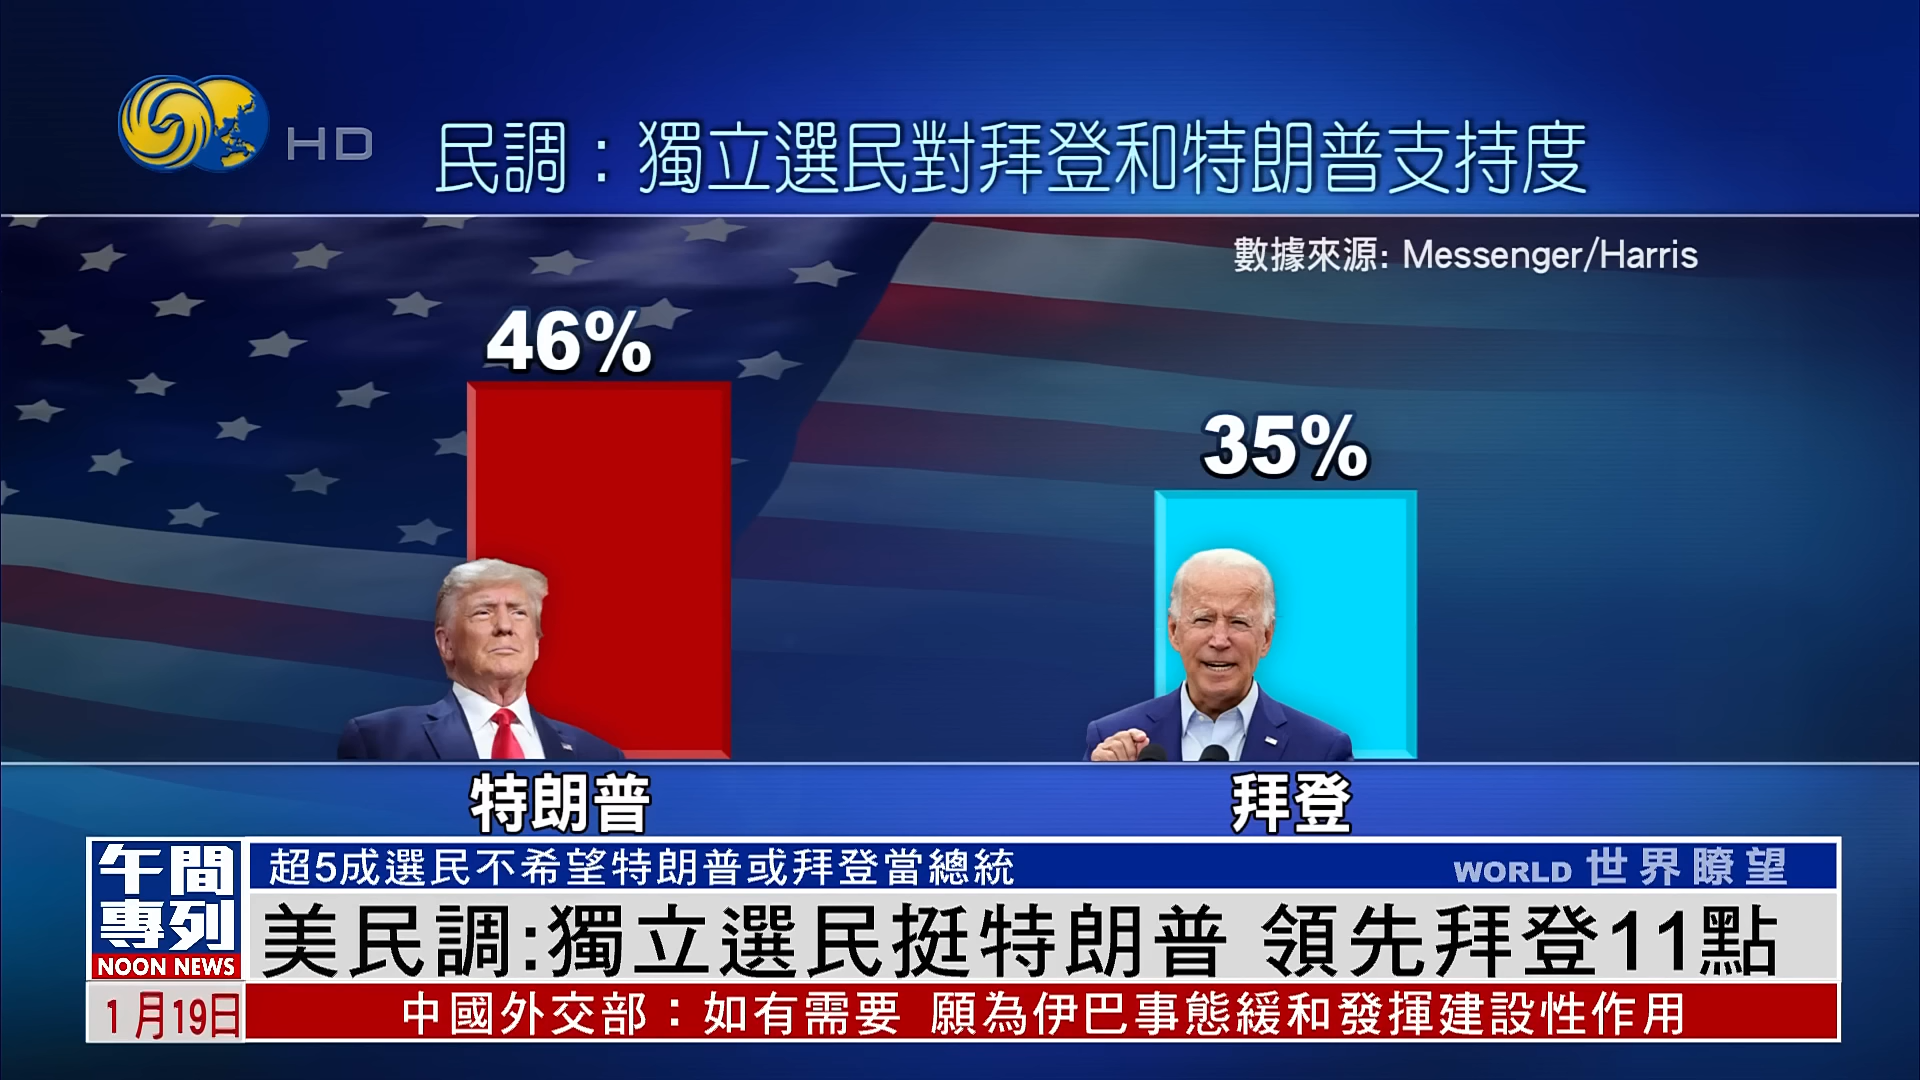 HD
民調：獨立選民對拜登和特朗普支持度
數據來源: Messenger/Harris
46%
35%
特朗普
拜登
午間
專列
NOON NEWS
超5成選民不希望特朗普或拜登當總統
WORLD 世界瞭望
美民調:獨立選民挺特朗普 領先拜登11點
1月19日
中國外交部：如有需要 願為伊巴事態緩和發揮建設性作用